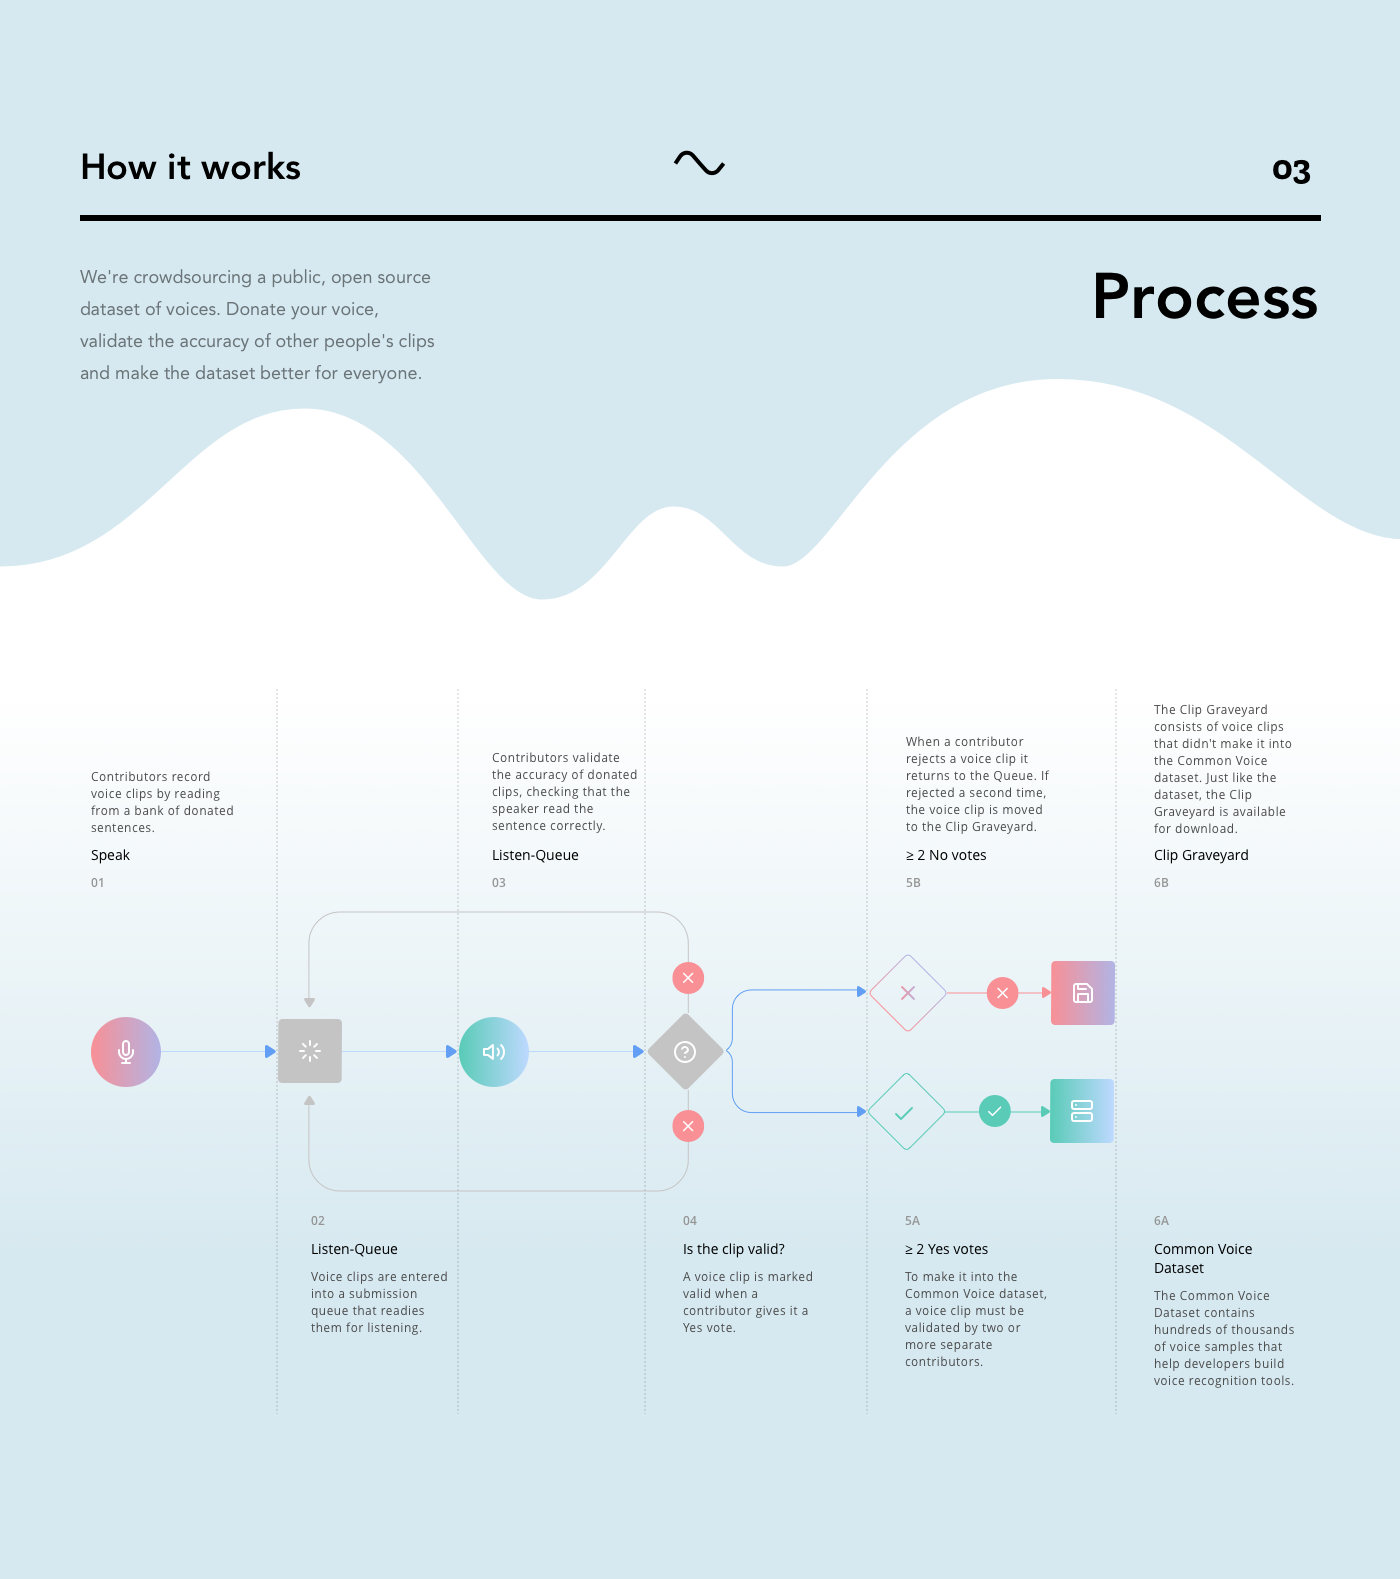 How it works
03
We're crowdsourcing a public, open source
dataset of voices. Donate your voice,
validate the accuracy of other people's clips
and make the dataset better for everyone.
Process
Contributors record
voice clips by reading
from a bank of donated
sentences.
Speak
01
Contributors validate
the accuracy of donated
clips, checking that the
speaker read the
sentence correctly.
Listen-Queue
03
When a contributor
rejects a voice clip it
returns to the Queue. If
rejected a second time,
the voice clip is moved
to the Clip Graveyard.
≥ 2 No votes
5B
The Clip Graveyard
consists of voice clips
that didn't make it into
the Common Voice
dataset. Just like the
dataset, the Clip
Graveyard is available
for download.
Clip Graveyard
6B
02
Listen-Queue
Voice clips are entered
into a submission
queue that readies
them for listening.
04
Is the clip valid?
A voice clip is marked
valid when a
contributor gives it a
Yes vote.
5A
≥ 2 Yes votes
To make it into the
Common Voice dataset,
a voice clip must be
validated by two or
more separate
contributors.
6A
Common Voice
Dataset
The Common Voice
Dataset contains
hundreds of thousands
of voice samples that
help developers build
voice recognition tools.